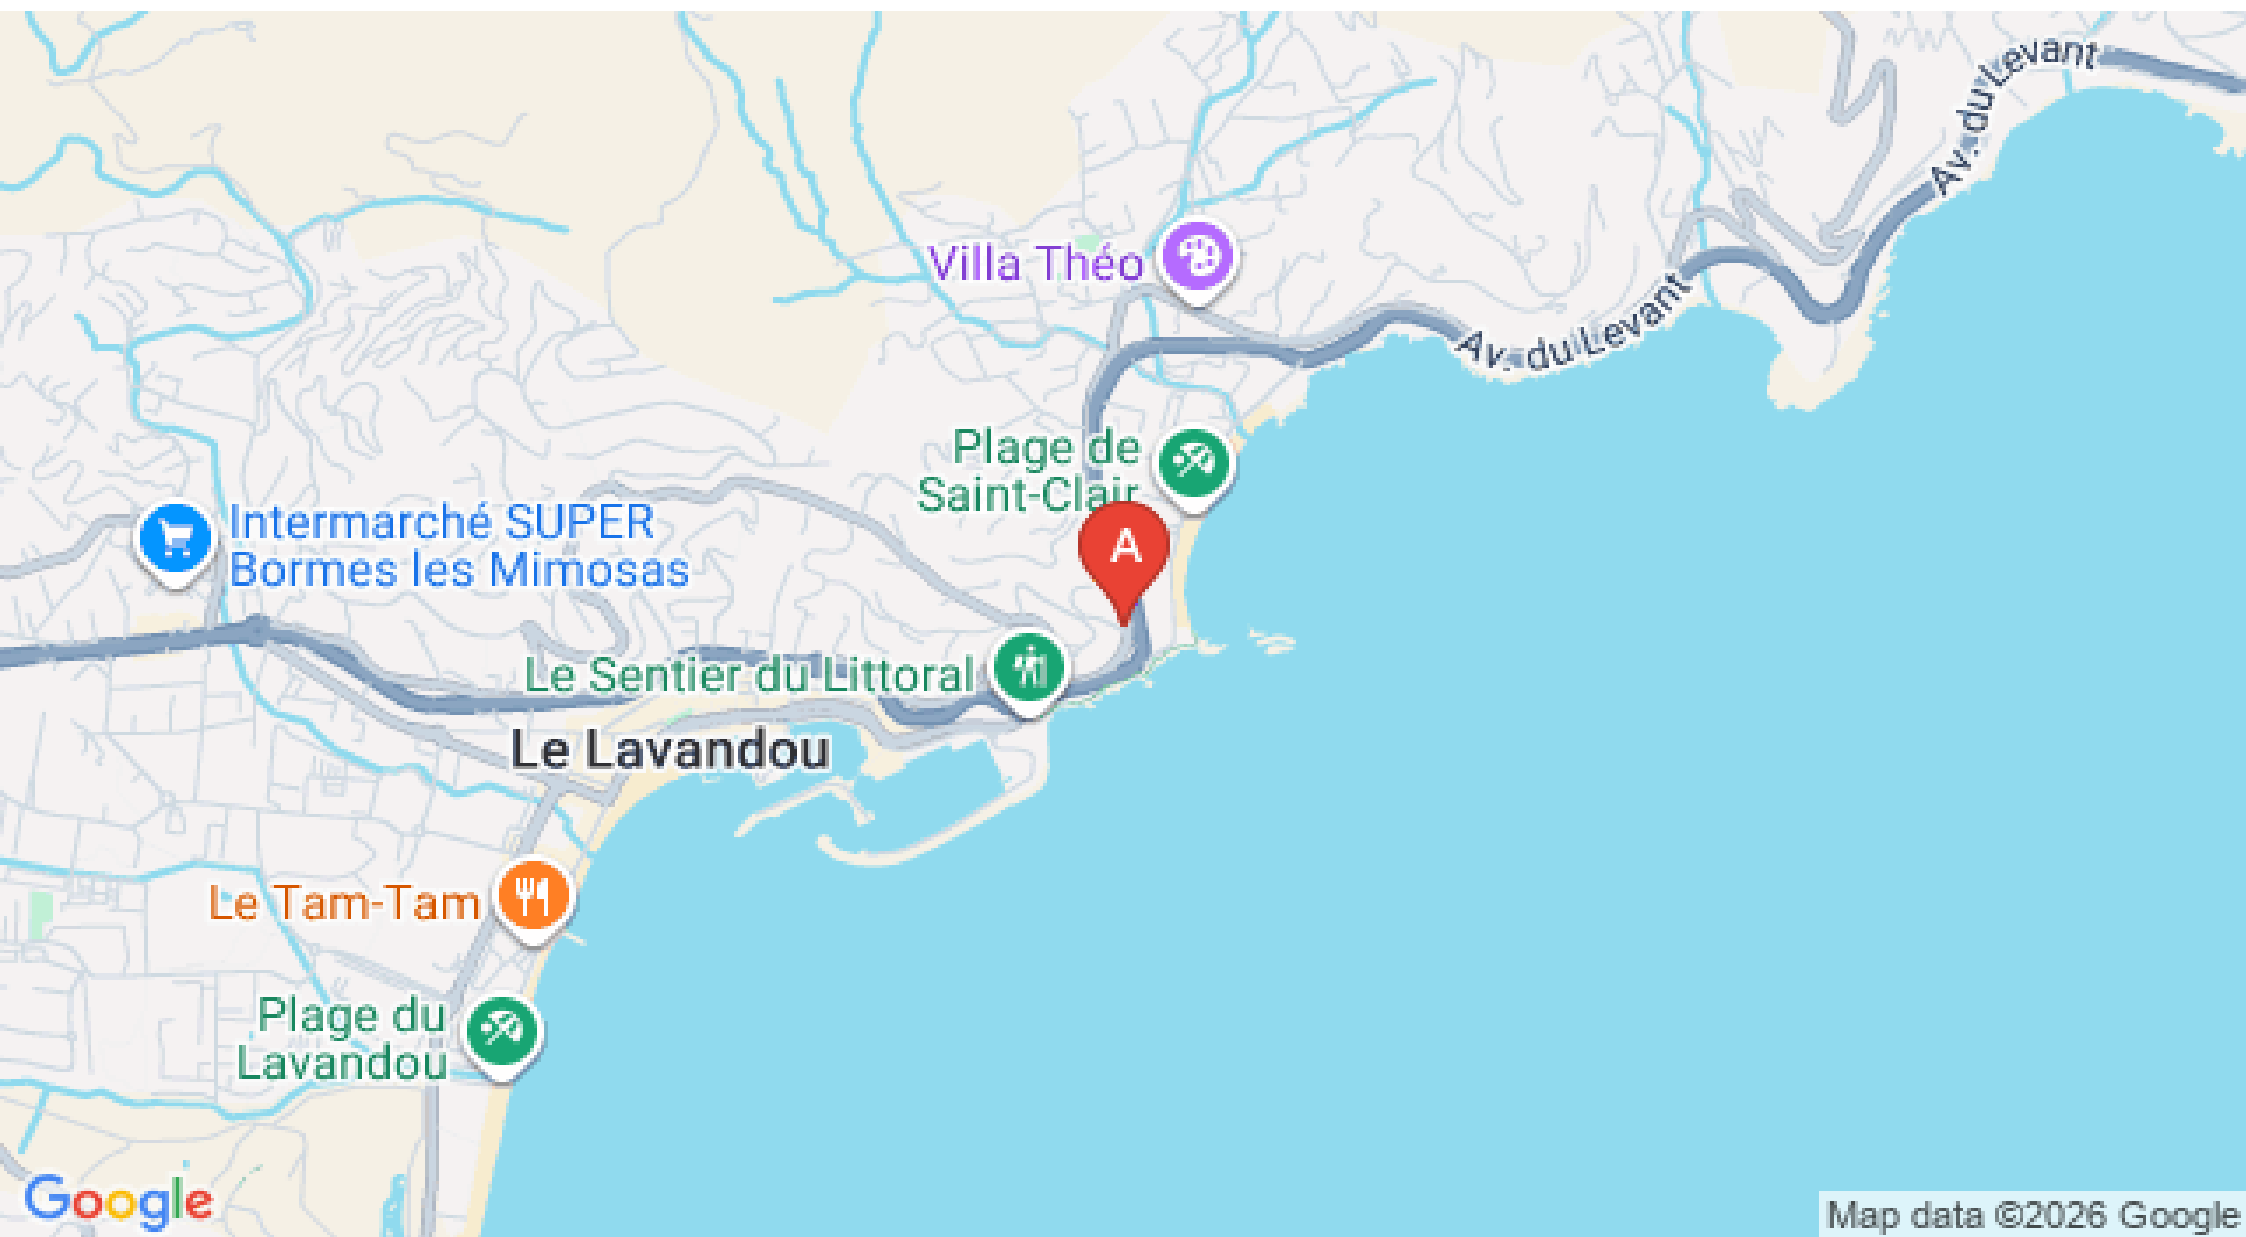 Av. du Levant
Villa Théo
Av. du Levant
Plage de
Saint-Clair
A
Intermarché SUPER
Bormes les Mimosas
Le Sentier du Littoral
Le Lavandou
Le Tam-Tam
Plage du
Lavandou
Google
Map data ©2026 Google